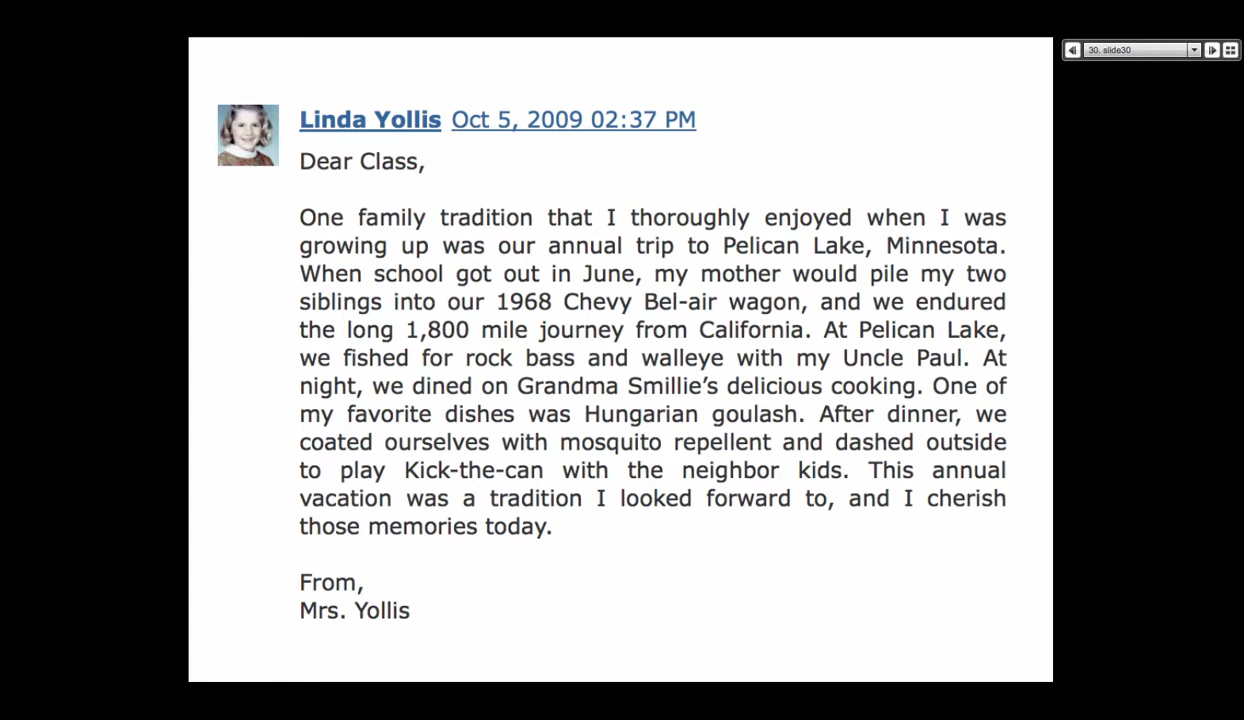 30. slide30
Linda Yollis Oct 5, 2009 02:37 PM
Dear Class,
One family tradition that I thoroughly enjoyed when I was
growing up was our annual trip to Pelican Lake, Minnesota.
When school got out in June, my mother would pile my two
siblings into our 1968 Chevy Bel-air wagon, and we endured
the long 1,800 mile journey from California. At Pelican Lake,
we fished for rock bass and walleye with my Uncle Paul. At
night, we dined on Grandma Smillie’s delicious cooking. One of
my favorite dishes was Hungarian goulash. After dinner, we
coated ourselves with mosquito repellent and dashed outside
to play Kick-the-can with the neighbor kids. This annual
vacation was a tradition I looked forward to, and I cherish
those memories today.
From,
Mrs. Yollis